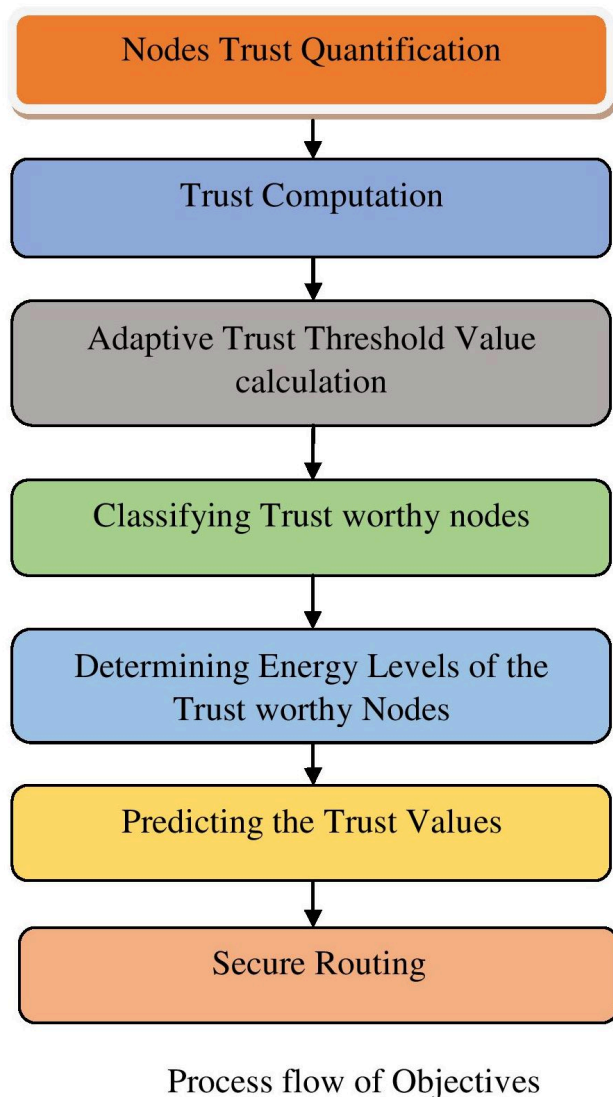 Nodes Trust Quantification
Trust Computation
Adaptive Trust Threshold Value
calculation
Classifying Trust worthy nodes
Determining Energy Levels of the
Trust worthy Nodes
Predicting the Trust Values
Secure Routing
Process flow of Objectives